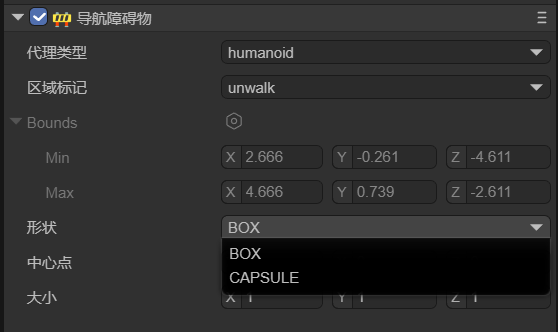 导航障碍物
代理类型 humanoid
区域标记 unwalk
Bounds
Min X 2.666 Y -0.261 Z -4.611
Max X 4.666 Y 0.739 Z -2.611
形状 BOX
BOX
中心点
CAPSULE
大小 X 1 Y 1 Z 1